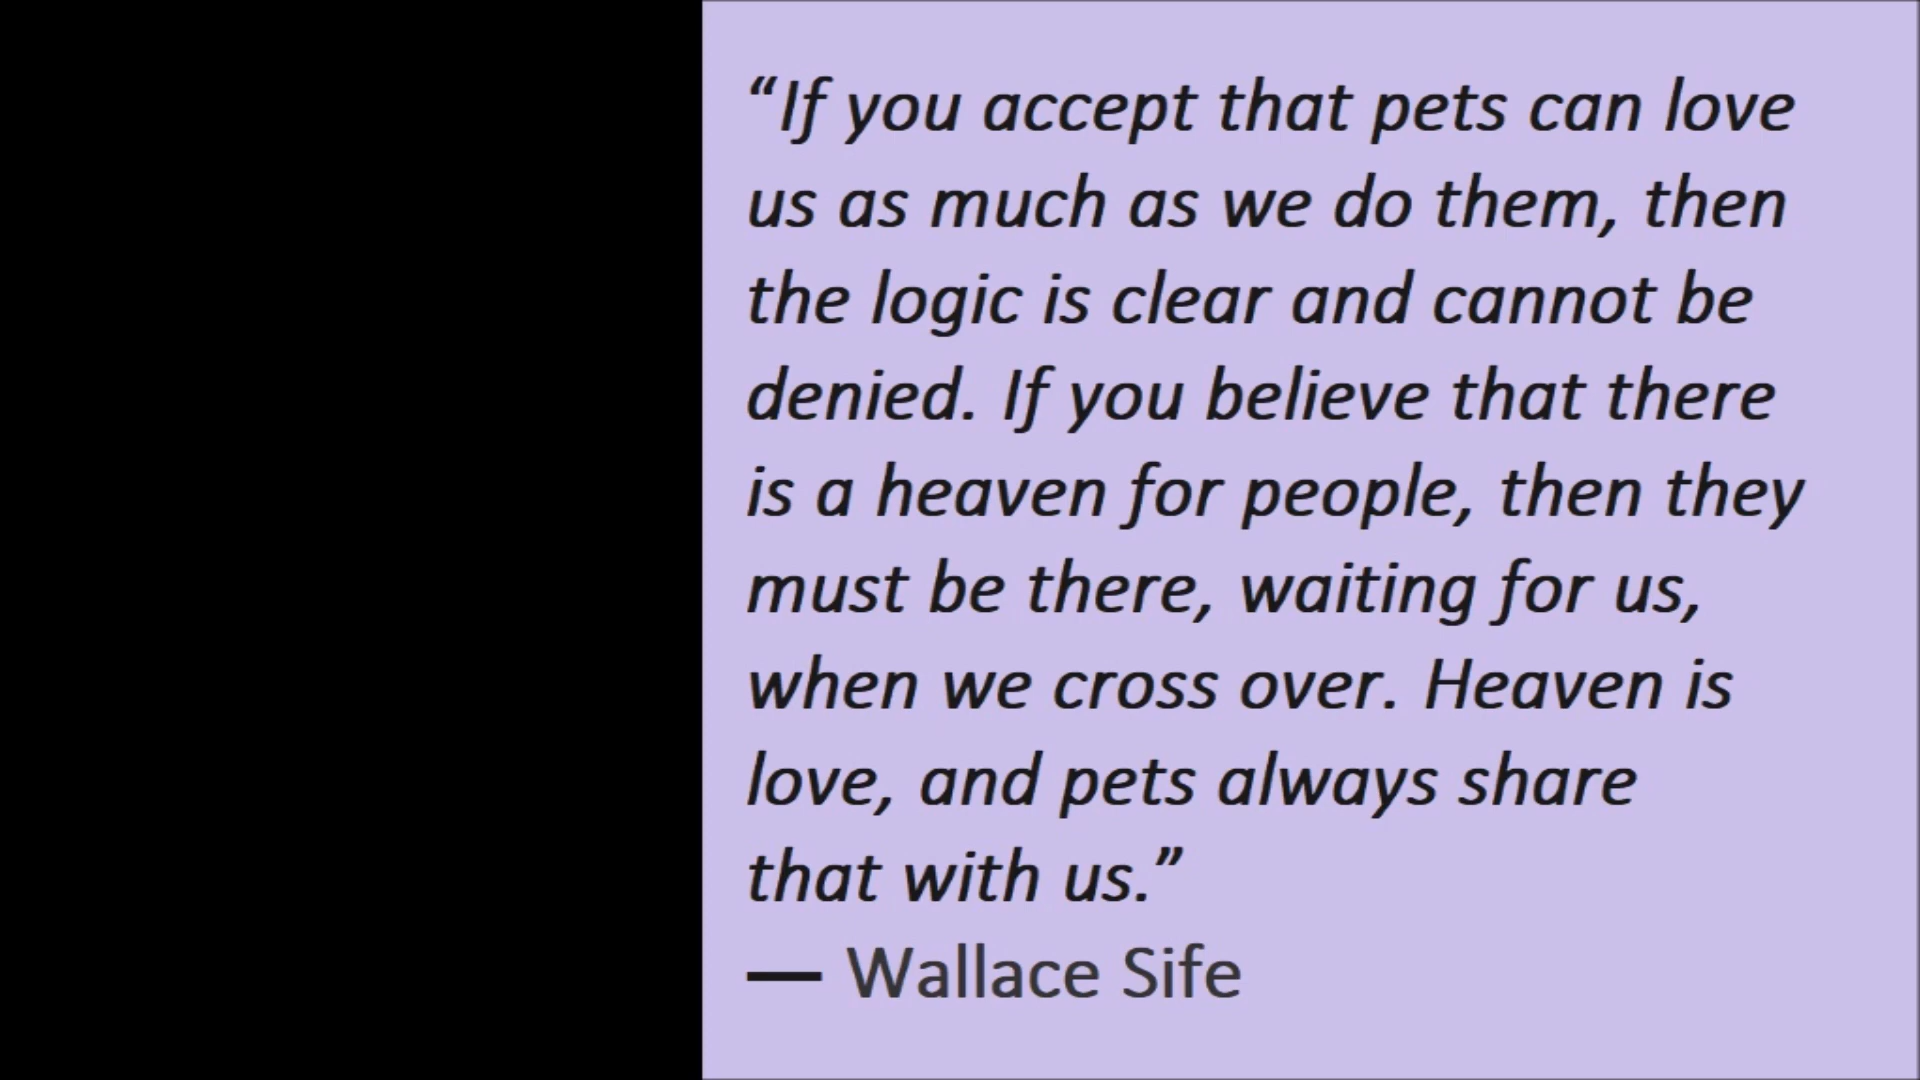 “If you accept that pets can love
us as much as we do them, then
the logic is clear and cannot be
denied. If you believe that there
is a heaven for people, then they
must be there, waiting for us,
when we cross over. Heaven is
love, and pets always share
that with us.”
— Wallace Sife